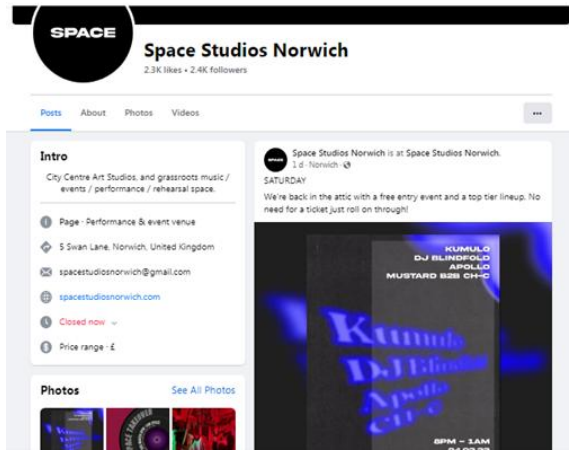 SPACE
Space Studios Norwich
2.3K likes • 2.4K followers
Posts About Photos Videos
Intro
City Centre Art Studios, and grassroots music /
events / performance / rehearsal space.
Page · Performance & event venue
5 Swan Lane, Norwich, United Kingdom
spacestudiosnorwich@gmail.com
spacestudiosnorwich.com
Closed now
Price range · £
Photos See All Photos
SPACE TAKEOVER
Space Studios Norwich is at Space Studios Norwich.
1 d · Norwich ·
SATURDAY
We're back in the attic with a free entry event and a top tier lineup. No
need for a ticket just roll on through!
KUMULO
DJ BLINDFOLD
APOLLO
MUSTARD B2B CH-C
Kumulo
DJ Blindfold
Apollo
CH-C
8PM – 1AM